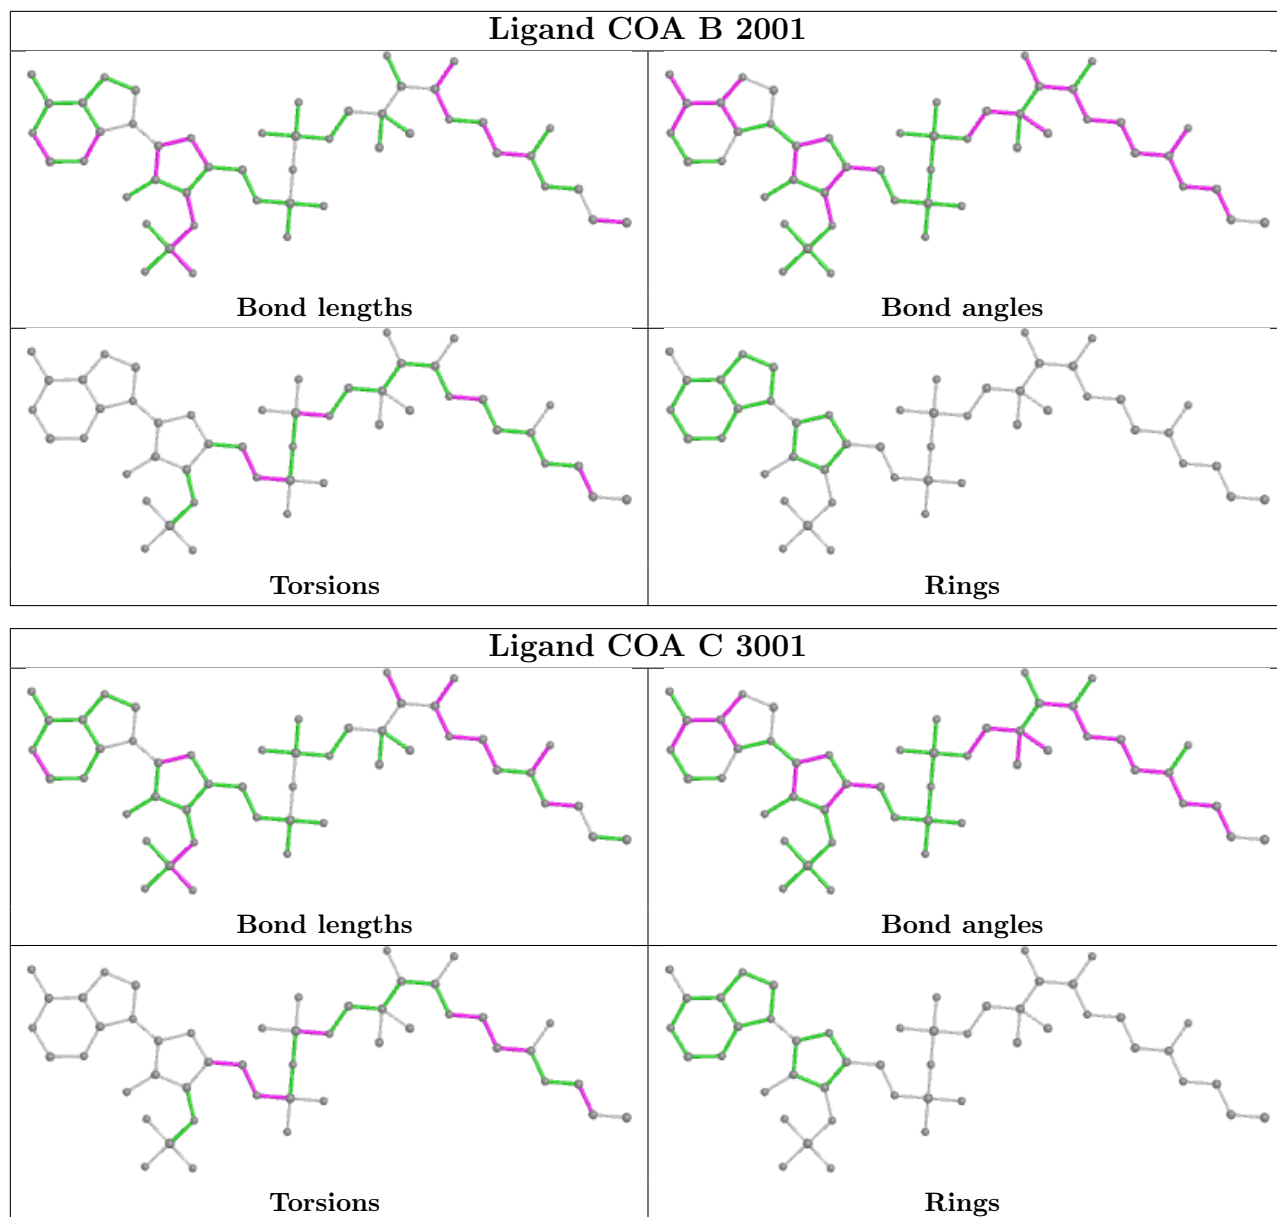 Ligand COA B 2001
Bond lengths
Bond angles
Torsions
Rings
Ligand COA C 3001
Bond lengths
Bond angles
Torsions
Rings